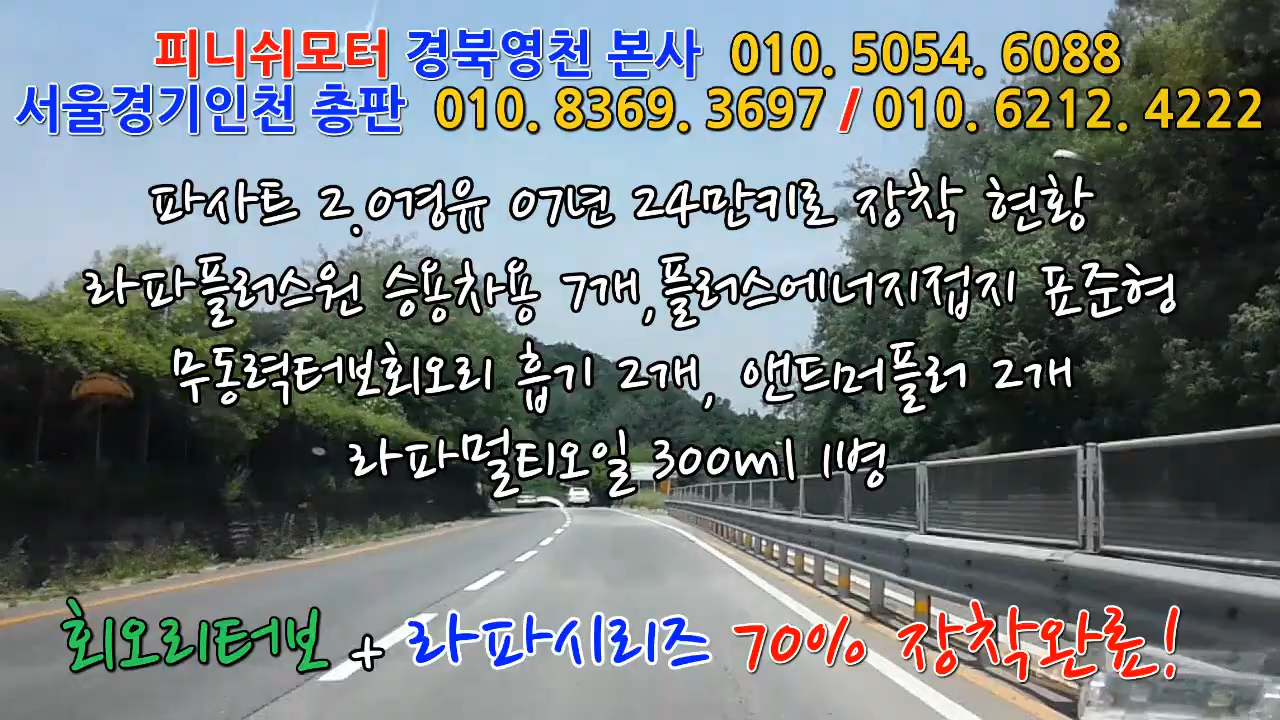 피니쉬모터 경북영천 본사 010. 5054. 6088
서울경기인천 총판 010. 8369. 3697 / 010. 6212. 4222
파사트 2.0경유 07년 24만키로 장착 현황
라파플러스원 승용차용 7개, 플러스에너지접지 표준형
무동력터보회오리 흡기 2개, 앤드머플러 2개
라파멀티오일 300ml 1병
회오리터보 + 라파시리즈 70% 장착완료!